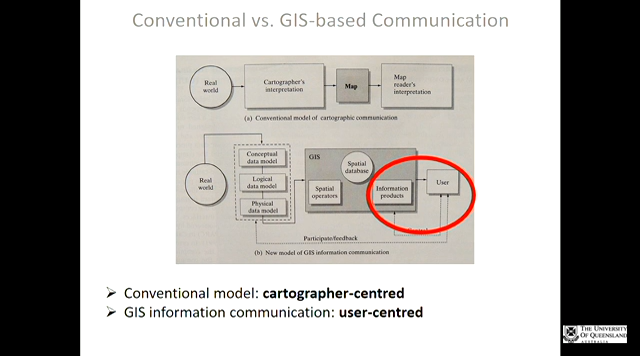 Conventional vs. GIS-based Communication
Real
world
Cartographer's
interpretation
Map
Map
reader's
interpretation
(a) Conventional model of cartographic communication
Real
world
Conceptual
data model
Logical
data model
Physical
data model
GIS
Spatial
database
Spatial
operators
Information
products
User
Participate/feedback
(b) New model of GIS information communication
Conventional model: cartographer-centred
GIS information communication: user-centred
THE UNIVERSITY
OF QUEENSLAND
AUSTRALIA